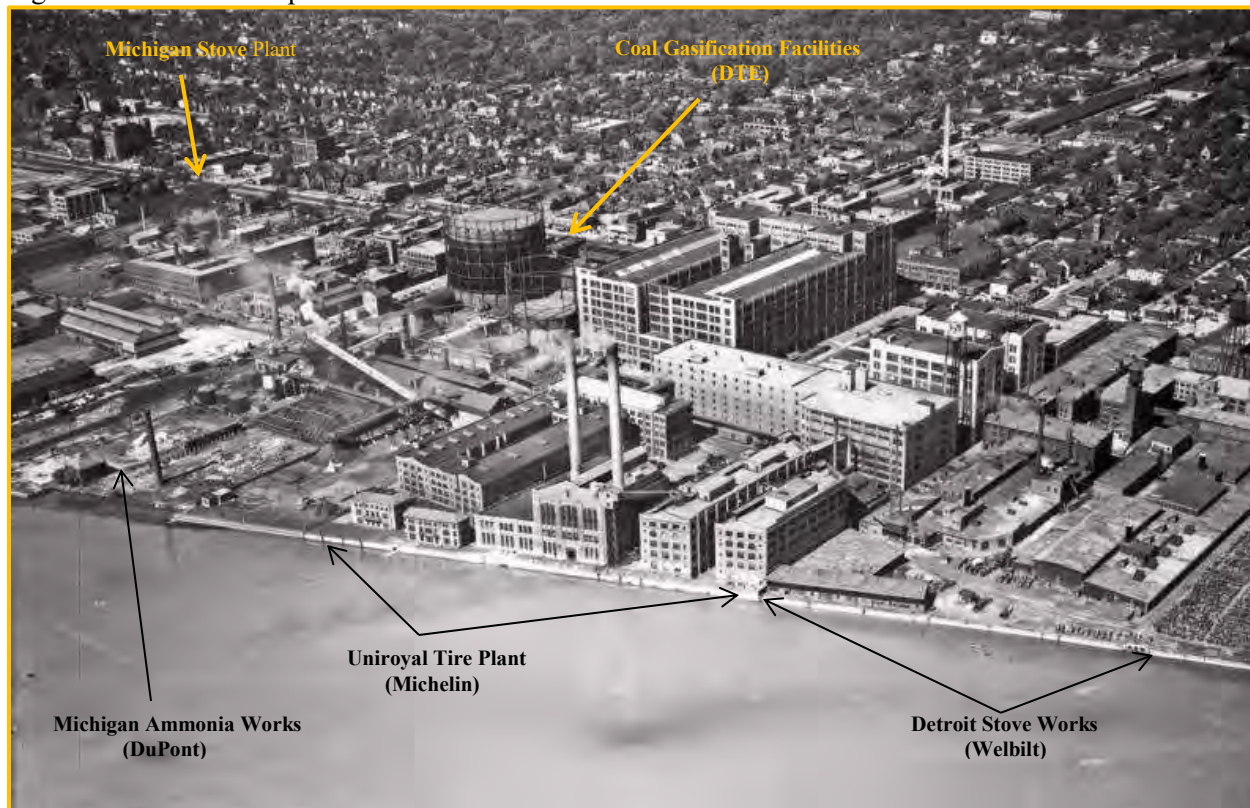 Michigan Stove Plant
Coal Gasification Facilities
(DTE)
Uniroyal Tire Plant
(Michelin)
Michigan Ammonia Works
(DuPont)
Detroit Stove Works
(Welbilt)